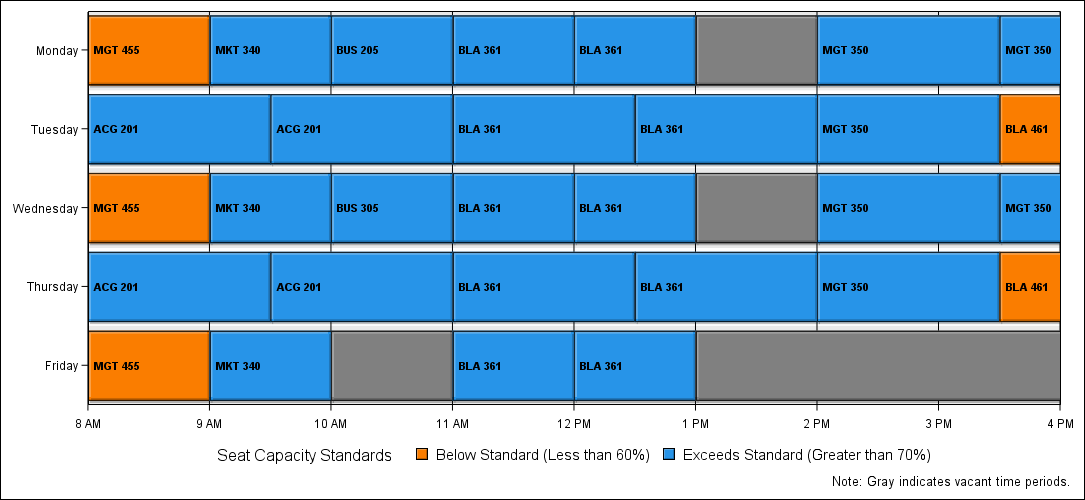 Monday MGT 455 MKT 340 BUS 205 BLA 361 BLA 361 MGT 350 MGT 350
Tuesday ACG 201 ACG 201 BLA 361 BLA 361 MGT 350 BLA 461
Wednesday MGT 455 MKT 340 BUS 305 BLA 361 BLA 361 MGT 350 MGT 350
Thursday ACG 201 ACG 201 BLA 361 BLA 361 MGT 350 BLA 461
Friday MGT 455 MKT 340 BLA 361 BLA 361
8 AM 9 AM 10 AM 11 AM 12 PM 1 PM 2 PM 3 PM 4 PM
Seat Capacity Standards Below Standard (Less than 60%) Exceeds Standard (Greater than 70%)
Note: Gray indicates vacant time periods.